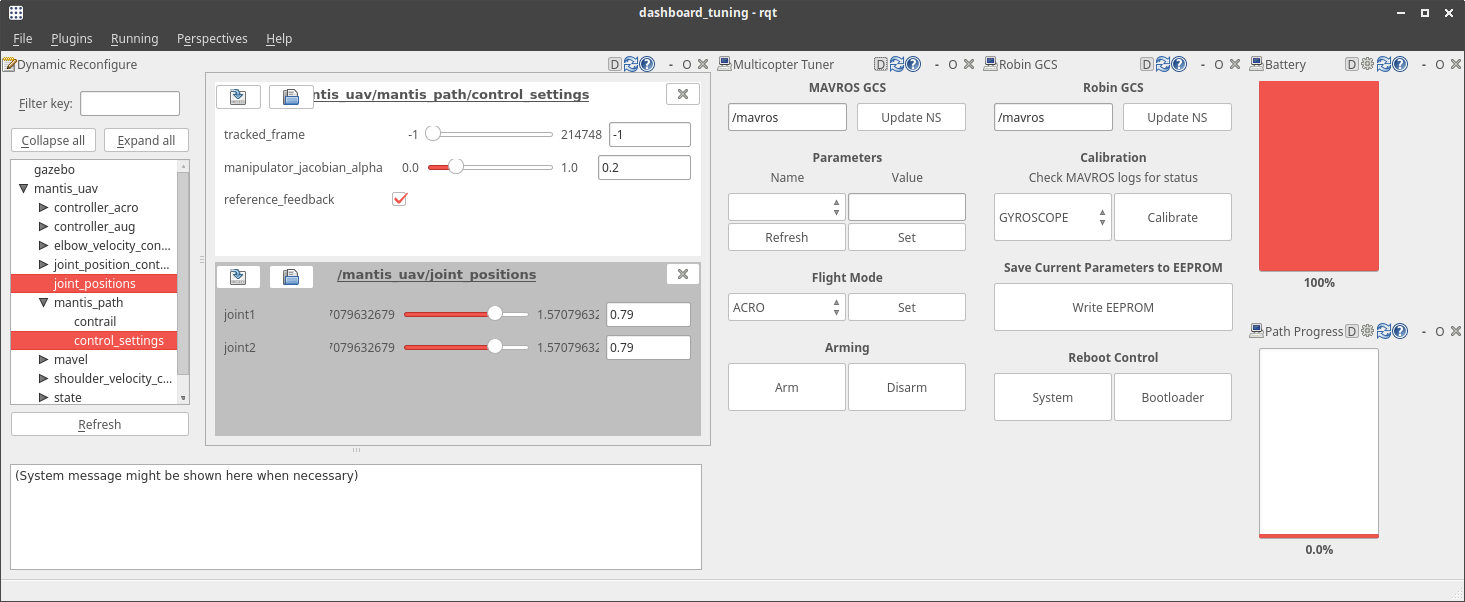 dashboard_tuning - rqt
File Plugins Running Perspectives Help
Dynamic Reconfigure
D
- O
Filter key:
Collapse all Expand all
gazebo
mantis_uav
controller_acro
controller_aug
elbow_velocity_con...
joint_position_cont...
joint_positions
mantis_path
contrail
control_settings
mavel
shoulder_velocity_c...
state
Refresh
ntis_uav/mantis_path/control_settings
tracked_frame -1 214748 -1
manipulator_jacobian_alpha 0.0 1.0 0.2
reference_feedback
/mantis_uav/joint_positions
joint1 7079632679 1.57079632 0.79
joint2 7079632679 1.57079632 0.79
(System message might be shown here when necessary)
Multicopter Tuner
D
- O
MAVROS GCS
/mavros Update NS
Parameters
Name Value
Refresh Set
Flight Mode
ACRO Set
Arming
Arm Disarm
Robin GCS
D
- O
Robin GCS
/mavros Update NS
Calibration
Check MAVROS logs for status
GYROSCOPE Calibrate
Save Current Parameters to EEPROM
Write EEPROM
Reboot Control
System Bootloader
Battery
D
- O
100%
Path Progress
D
- O
0.0%